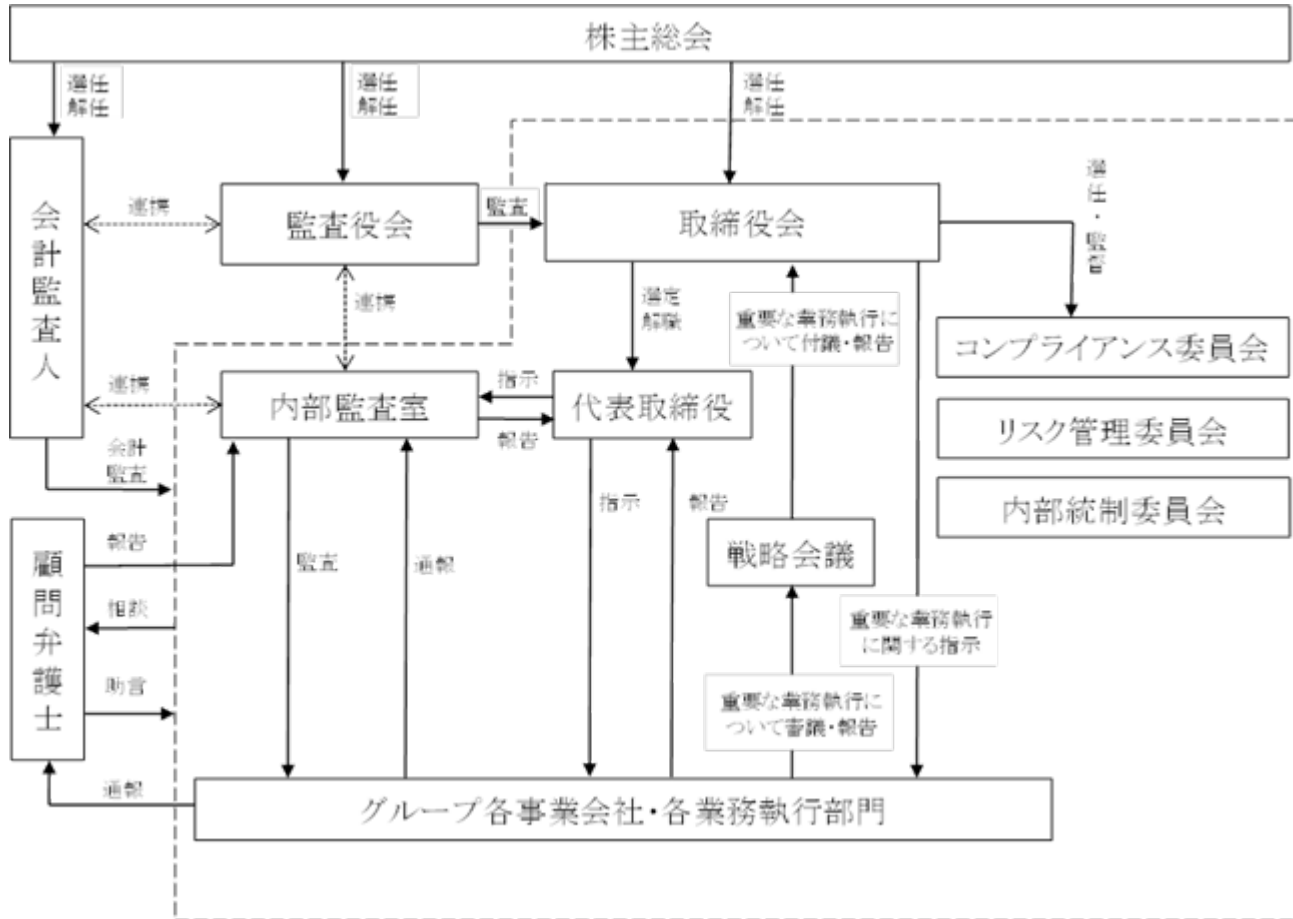 株主総会
選任
解任
選任
解任
選任
解任
会計監査人
連携
監査役会
監査
取締役会
選任・監督
連携
選定
解職
重要な業務執行に
ついて付議・報告
コンプライアンス委員会
連携
内部監査室
指示
報告
代表取締役
リスク管理委員会
会計
監査
内部統制委員会
顧問弁護士
報告
監査
通報
指示
報告
戦略会議
相談
重要な業務執行
に関する指示
助言
重要な業務執行に
ついて審議・報告
通報
グループ各事業会社・各業務執行部門